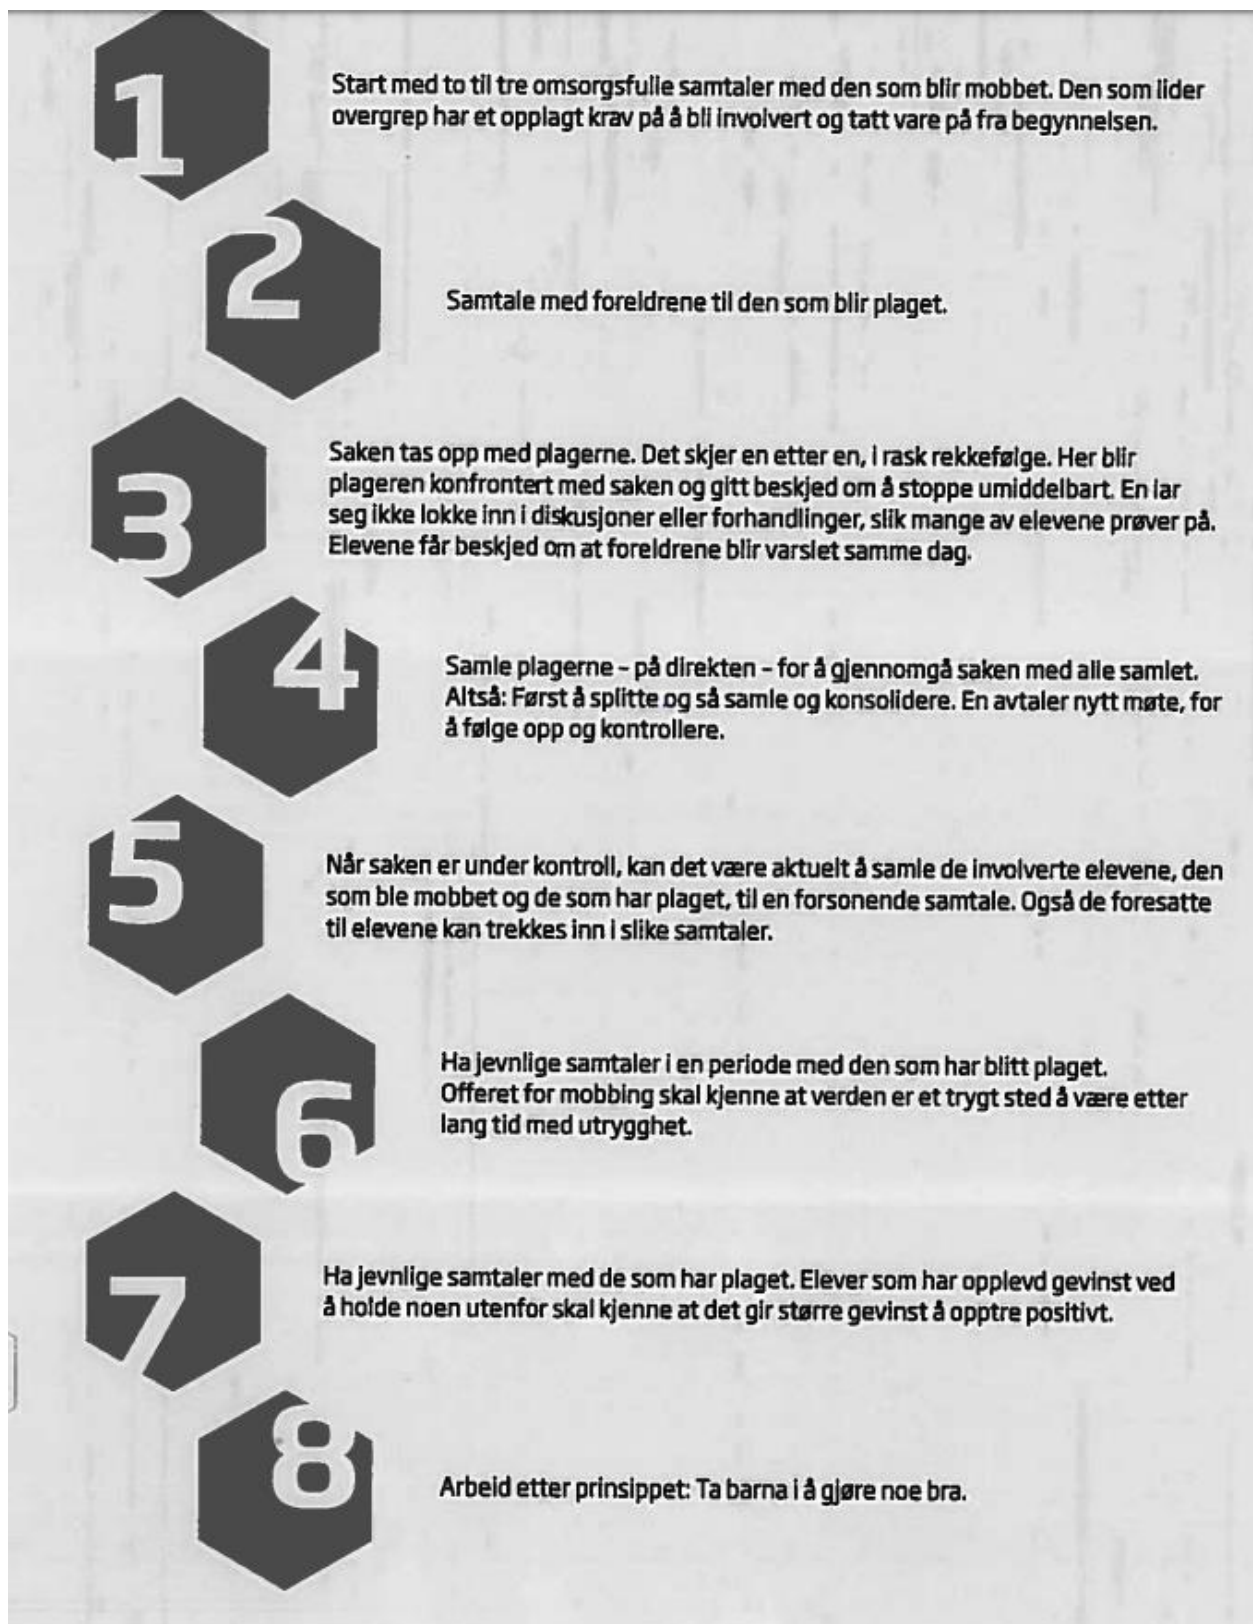 1
Start med to til tre omsorgsfulle samtaler med den som blir mobbet. Den som lider
overgrep har et opplagt krav på å bli involvert og tatt vare på fra begynnelsen.
2
Samtale med foreldrene til den som blir plaget.
3
Saken tas opp med plagerne. Det skjer en etter en, i rask rekkefølge. Her blir
plageren konfrontert med saken og gitt beskjed om å stoppe umiddelbart. En lar
seg ikke lokke inn i diskusjoner eller forhandlinger, slik mange av elevene prøver på.
Elevene får beskjed om at foreldrene blir varslet samme dag.
4
Samle plagerne – på direkten – for å gjennomgå saken med alle samlet.
Altså: Først å splitte og så samle og konsolidere. En avtaler nytt møte, for
å følge opp og kontrollere.
5
Når saken er under kontroll, kan det være aktuelt å samle de involverte elevene, den
som ble mobbet og de som har plaget, til en forsonende samtale. Også de foresatte
til elevene kan trekkes inn i slike samtaler.
6
Ha jevnlige samtaler i en periode med den som har blitt plaget.
Offeret for mobbing skal kjenne at verden er et trygt sted å være etter
lang tid med utrygghet.
7
Ha jevnlige samtaler med de som har plaget. Elever som har opplevd gevinst ved
å holde noen utenfor skal kjenne at det gir større gevinst å opptre positivt.
8
Arbeid etter prinsippet: Ta barna i å gjøre noe bra.